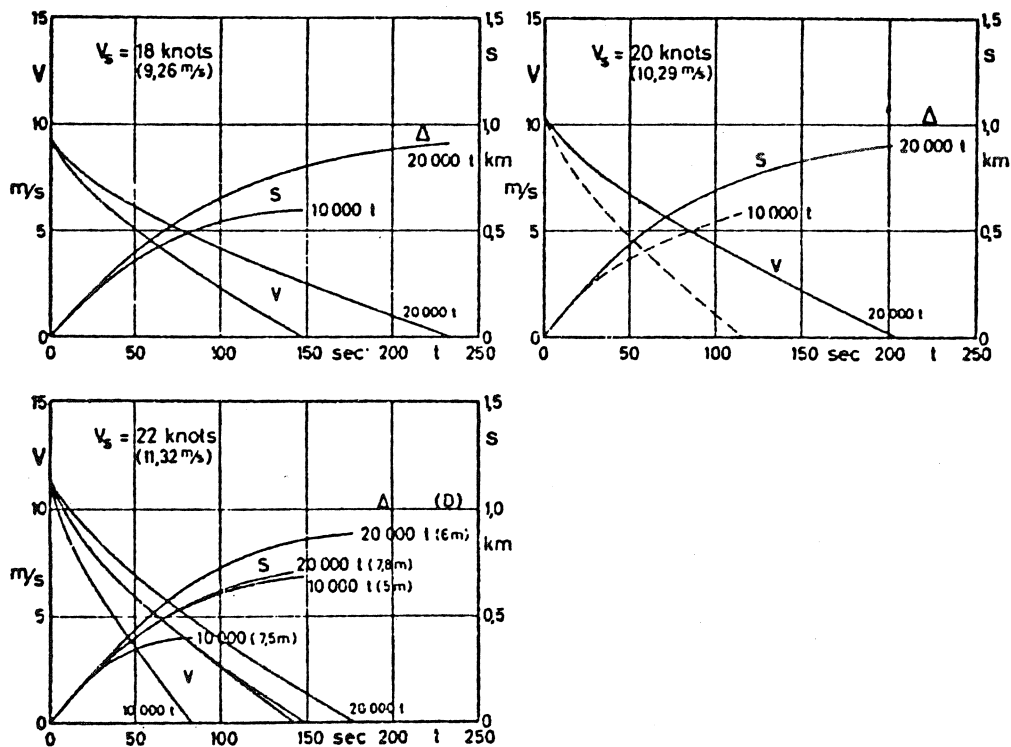 15
V
10
m/s
5
0
V_s = 18 knots
(9,26 m/s)
1,5
S
1,0
km
0,5
0
Δ
20 000 t
S
10 000 t
V
20 000 t
0 50 100 150 sec 200 t 250
15
V
10
m/s
5
0
V_s = 20 knots
(10,29 m/s)
1,5
S
1,0
km
0,5
0
Δ
20 000 t
S
10 000 t
V
20 000 t
0 50 100 150 sec 200 t 250
15
V
10
m/s
5
0
V_s = 22 knots
(11,32 m/s)
1,5
S
1,0
km
0,5
0
Δ (D)
20 000 t (6m)
S
20 000 t (7,8m)
10 000 t (5m)
10 000 (7,5m)
V
10 000 t
20 000 t
0 50 100 150 sec 200 t 250